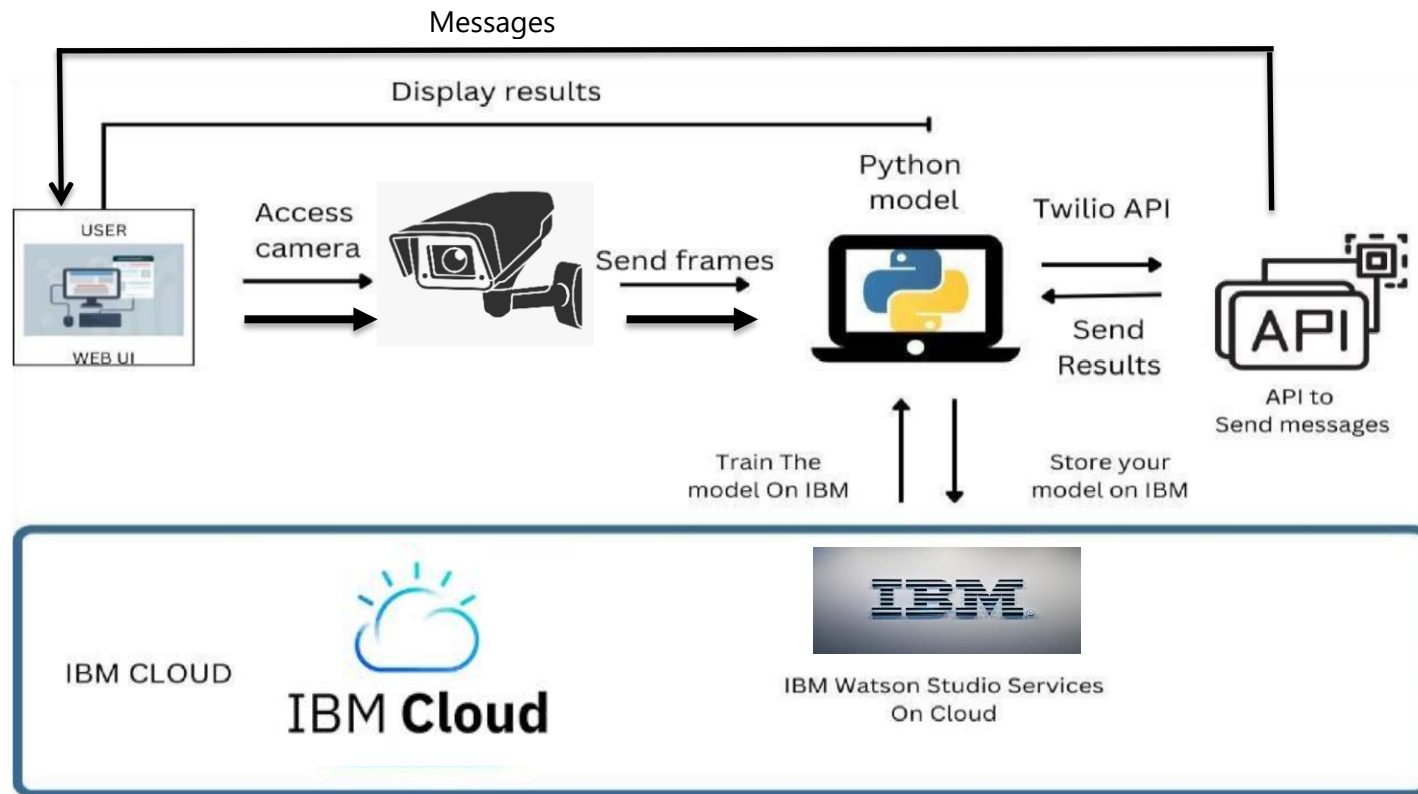 Messages
Display results
USER
WEB UI
Access
camera
Send frames
Python
model
Twilio API
Send
Results
API
API to
Send messages
Train The
model On IBM
Store your
model on IBM
IBM CLOUD
IBM Cloud
IBM
IBM Watson Studio Services
On Cloud